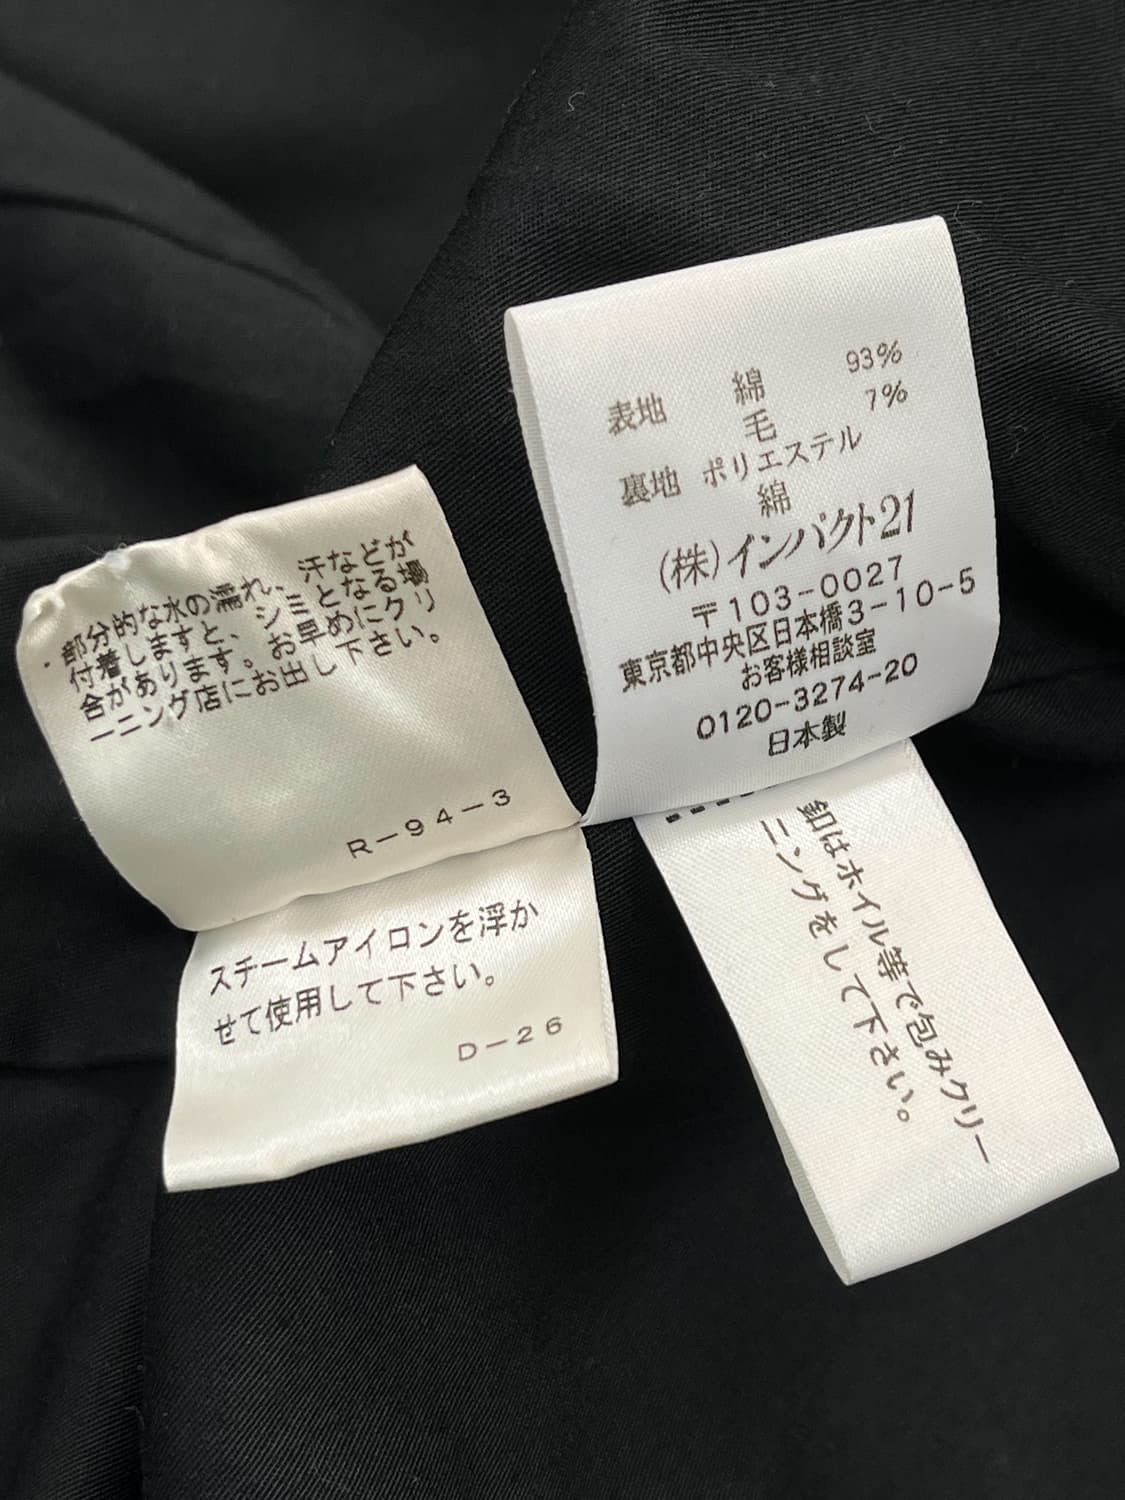 ・部分的な水の濡れ、汗などが
付着しますと、シミとなる場
合があります。お早めにクリ
ーニング店にお出し下さい。
R-94-3
スチームアイロンを浮か
せて使用して下さい。
D-26
表地 綿 93%
毛 7%
裏地 ポリエステル
綿
(株)インパクト21
〒103-0027
東京都中央区日本橋3-10-5
お客様相談室
0120-3274-20
日本製
釦はホイル等で包みクリー
ニングをして下さい。